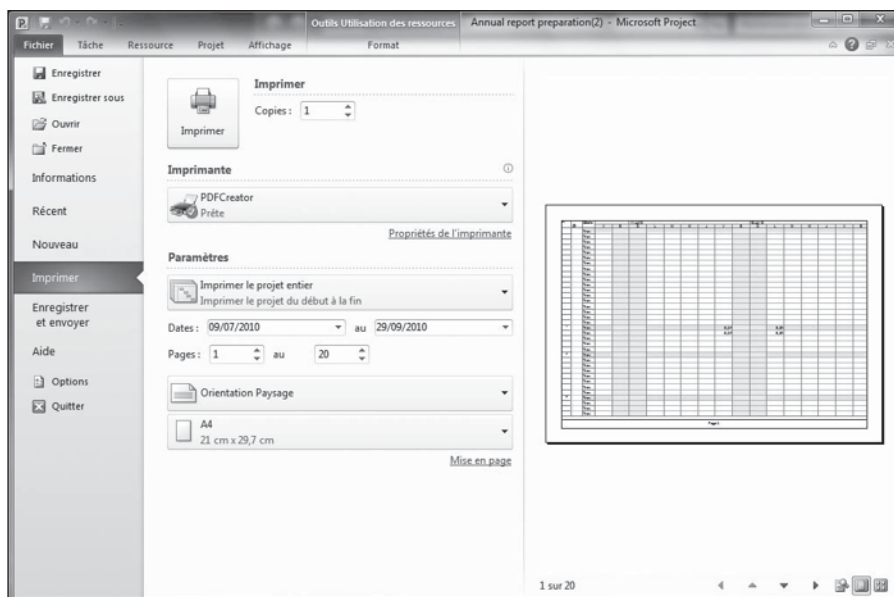 Outils Utilisation des ressources
Annual report preparation(2) - Microsoft Project
Fichier Tâche Ressource Projet Affichage Format
Enregistrer
Enregistrer sous
Ouvrir
Fermer
Informations
Récent
Nouveau
Imprimer
Enregistrer
et envoyer
Aide
Options
Quitter
Imprimer
Imprimer
Copies : 1
Imprimante
PDFCreator
Prête
Propriétés de l'imprimante
Paramètres
Imprimer le projet entier
Imprimer le projet du début à la fin
Dates : 09/07/2010 au 29/09/2010
Pages : 1 au 20
Orientation Paysage
A4
21 cm x 29,7 cm
Mise en page
1 sur 20